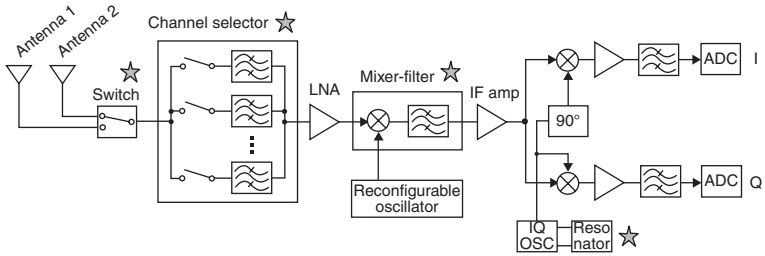 Antenna 1
Antenna 2
Switch
Channel selector
LNA
Mixer-filter
IF amp
Reconfigurable
oscillator
90°
ADC
I
ADC
Q
IQ
OSC
Reso
nator